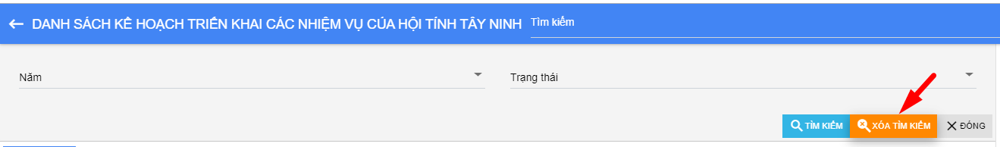 DANH SÁCH KẾ HOẠCH TRIỂN KHAI CÁC NHIỆM VỤ CỦA HỘI TỈNH TÂY NINH Tìm kiếm
Năm Trạng thái
TÌM KIẾM XÓA TÌM KIẾM ĐÓNG